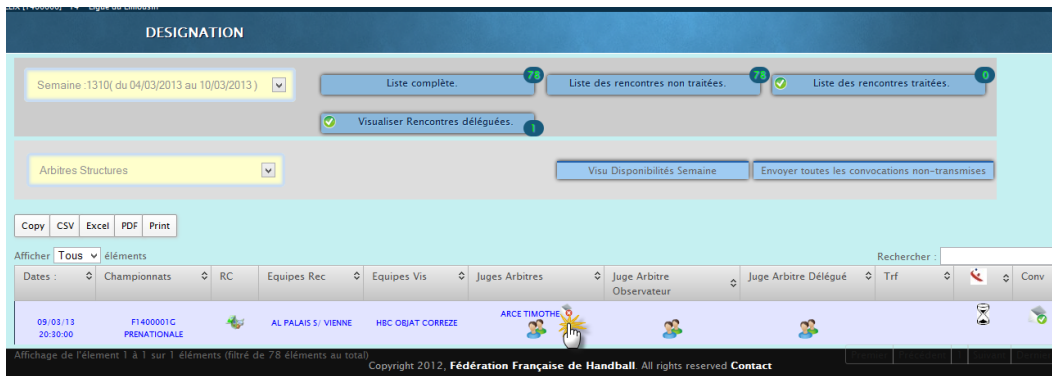 DESIGNATION
Semaine :1310( du 04/03/2013 au 10/03/2013 )
Liste complète. 78
Liste des rencontres non traitées. 78
Liste des rencontres traitées. 0
Visualiser Rencontres déléguées. 1
Arbitres Structures
Visu Disponibilités Semaine
Envoyer toutes les convocations non-transmises
Copy CSV Excel PDF Print
Afficher Tous éléments
Rechercher :
Dates : Championnats RC Equipes Rec Equipes Vis Juges Arbitres Juge Arbitre Juge Arbitre Délégué Trf Conv
Observateur
ARCE TIMOTHE
09/03/13 F1400001G AL PALAIS S/ VIENNE HBC OBJAT CORREZE
20:30:00 PRENATIONALE
Affichage de l'élement 1 à 1 sur 1 éléments (filtré de 78 éléments au total)
Copyright 2012, Fédération Française de Handball. All rights reserved Contact